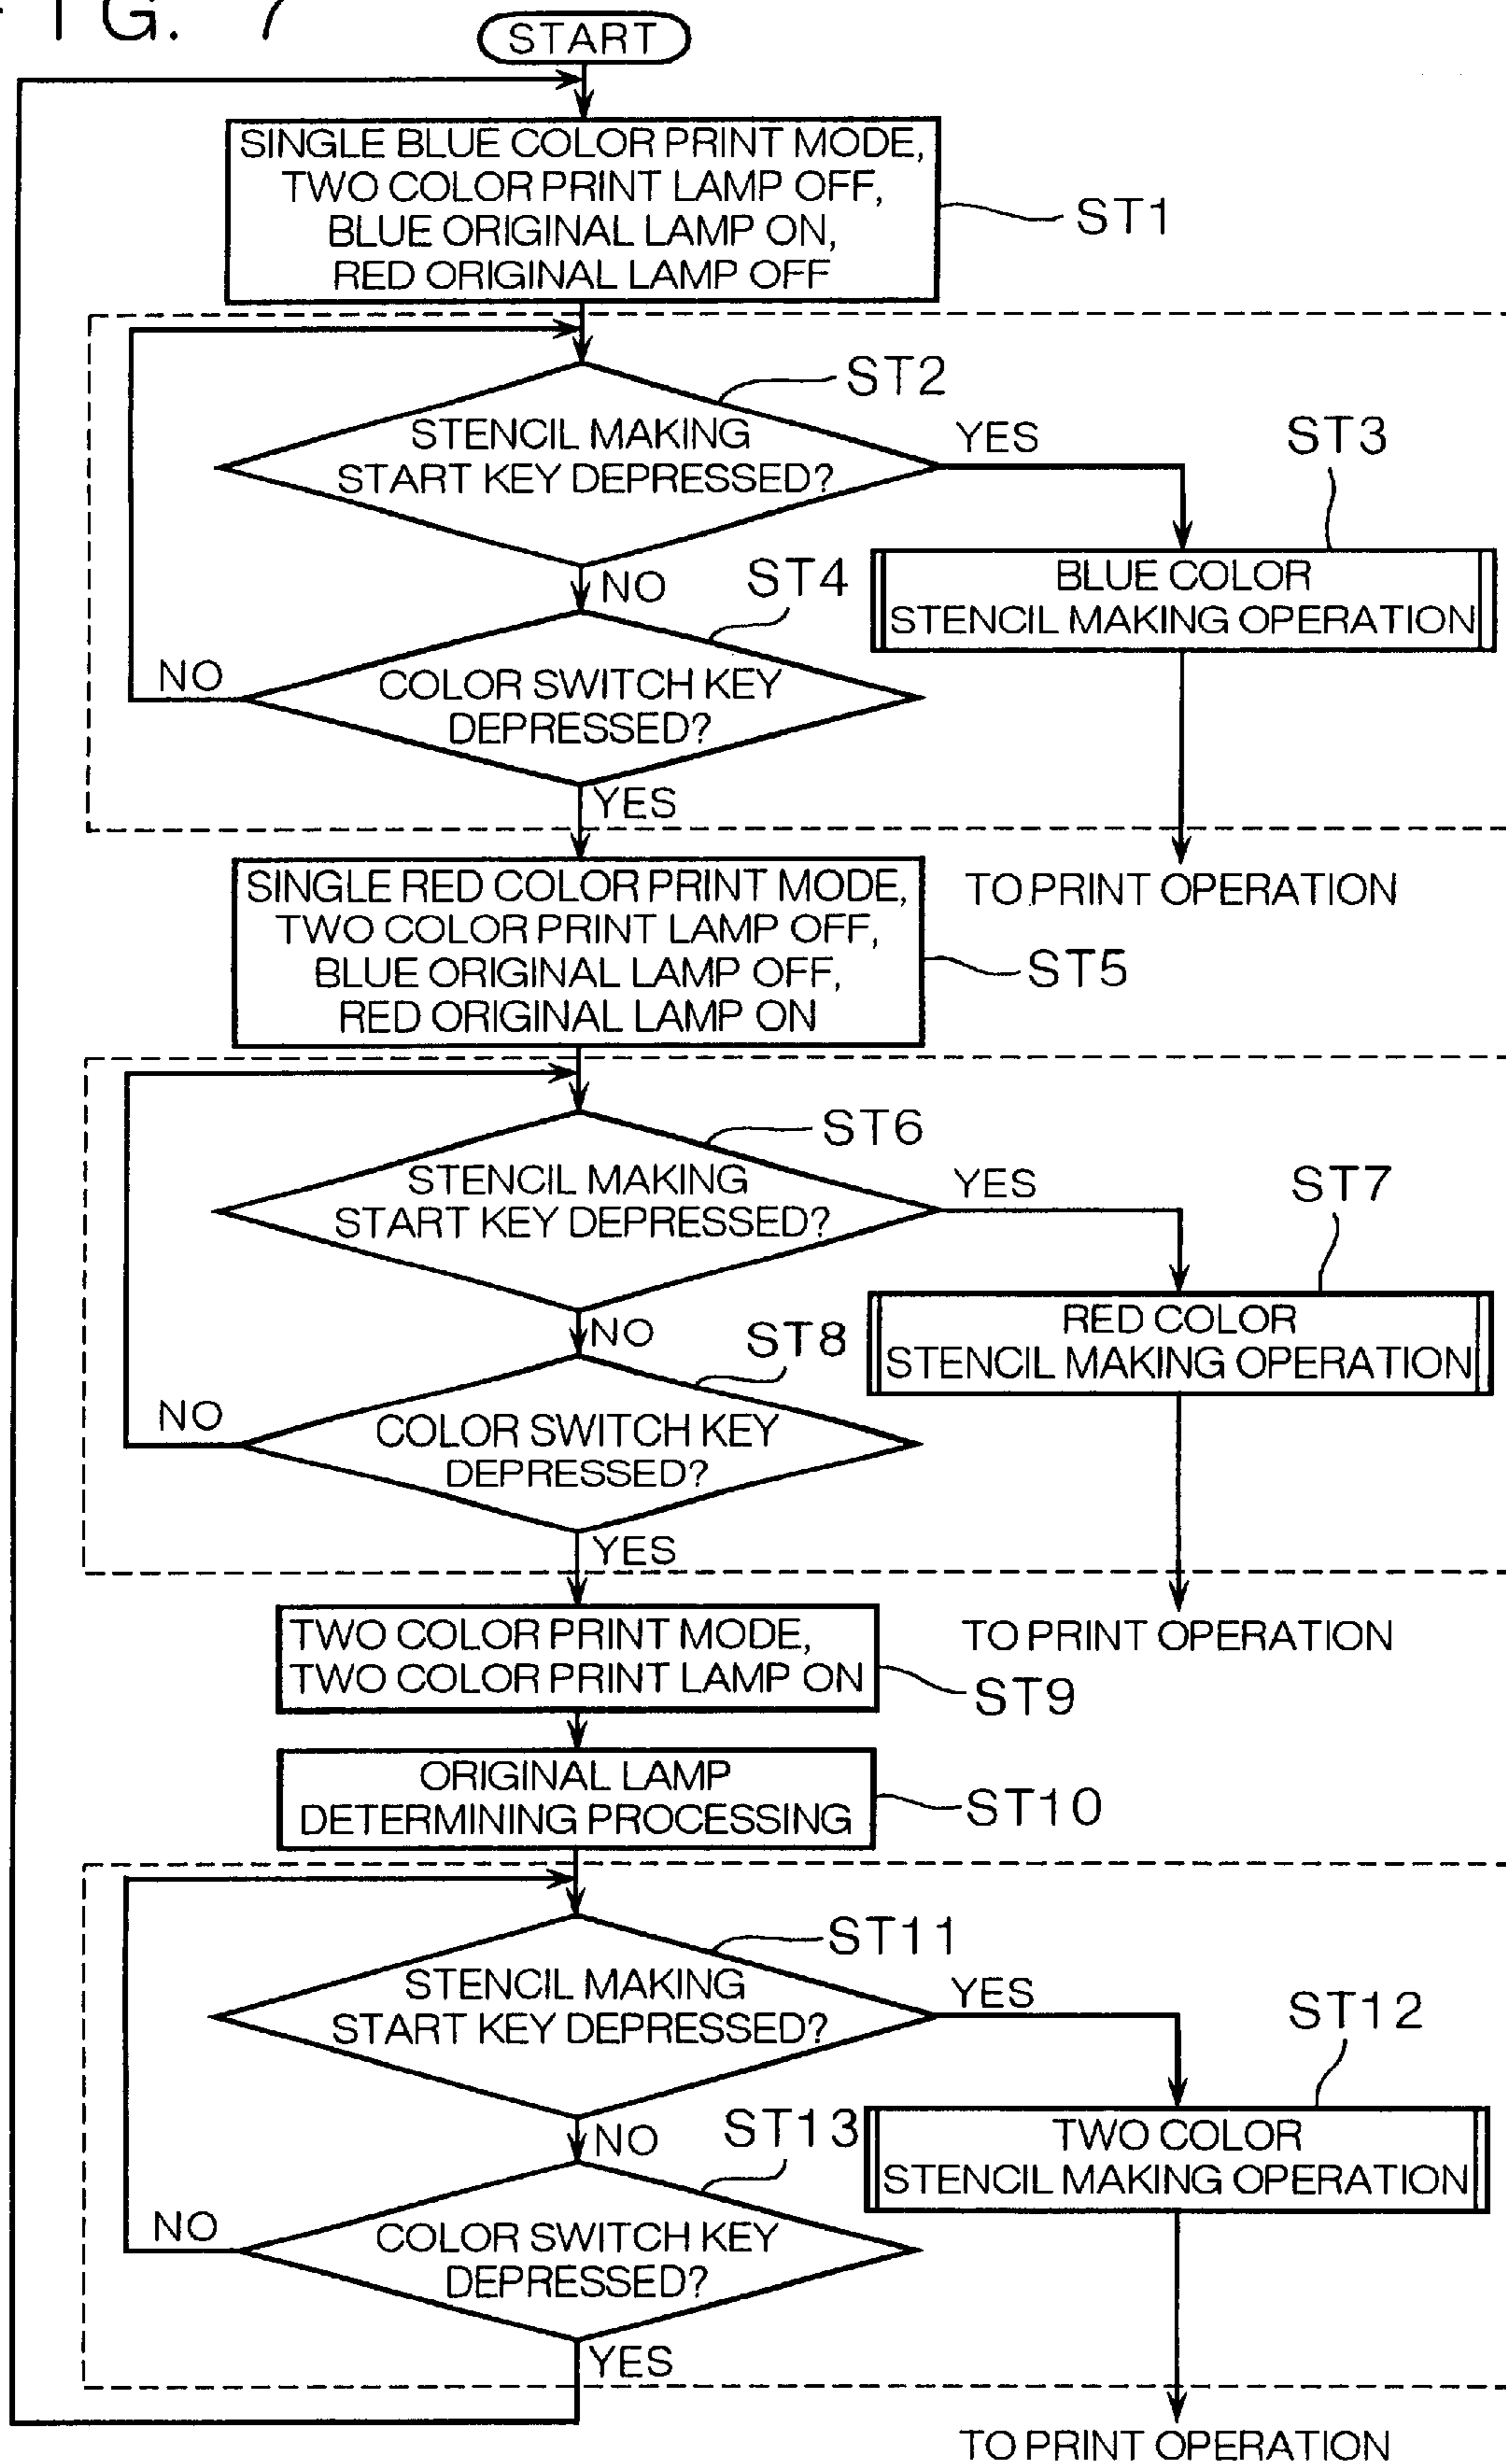 FIG. 7
START
SINGLE BLUE COLOR PRINT MODE,
TWO COLOR PRINT LAMP OFF,
BLUE ORIGINAL LAMP ON,
RED ORIGINAL LAMP OFF
ST1
ST2
STENCIL MAKING
START KEY DEPRESSED?
YES
ST3
BLUE COLOR
STENCIL MAKING OPERATION
NO
ST4
COLOR SWITCH KEY
DEPRESSED?
NO
YES
TO PRINT OPERATION
SINGLE RED COLOR PRINT MODE,
TWO COLOR PRINT LAMP OFF,
BLUE ORIGINAL LAMP OFF,
RED ORIGINAL LAMP ON
ST5
ST6
STENCIL MAKING
START KEY DEPRESSED?
YES
ST7
RED COLOR
STENCIL MAKING OPERATION
NO
ST8
COLOR SWITCH KEY
DEPRESSED?
NO
YES
TO PRINT OPERATION
TWO COLOR PRINT MODE,
TWO COLOR PRINT LAMP ON
ST9
ORIGINAL LAMP
DETERMINING PROCESSING
ST10
ST11
STENCIL MAKING
START KEY DEPRESSED?
YES
ST12
TWO COLOR
STENCIL MAKING OPERATION
NO
ST13
COLOR SWITCH KEY
DEPRESSED?
NO
YES
TO PRINT OPERATION